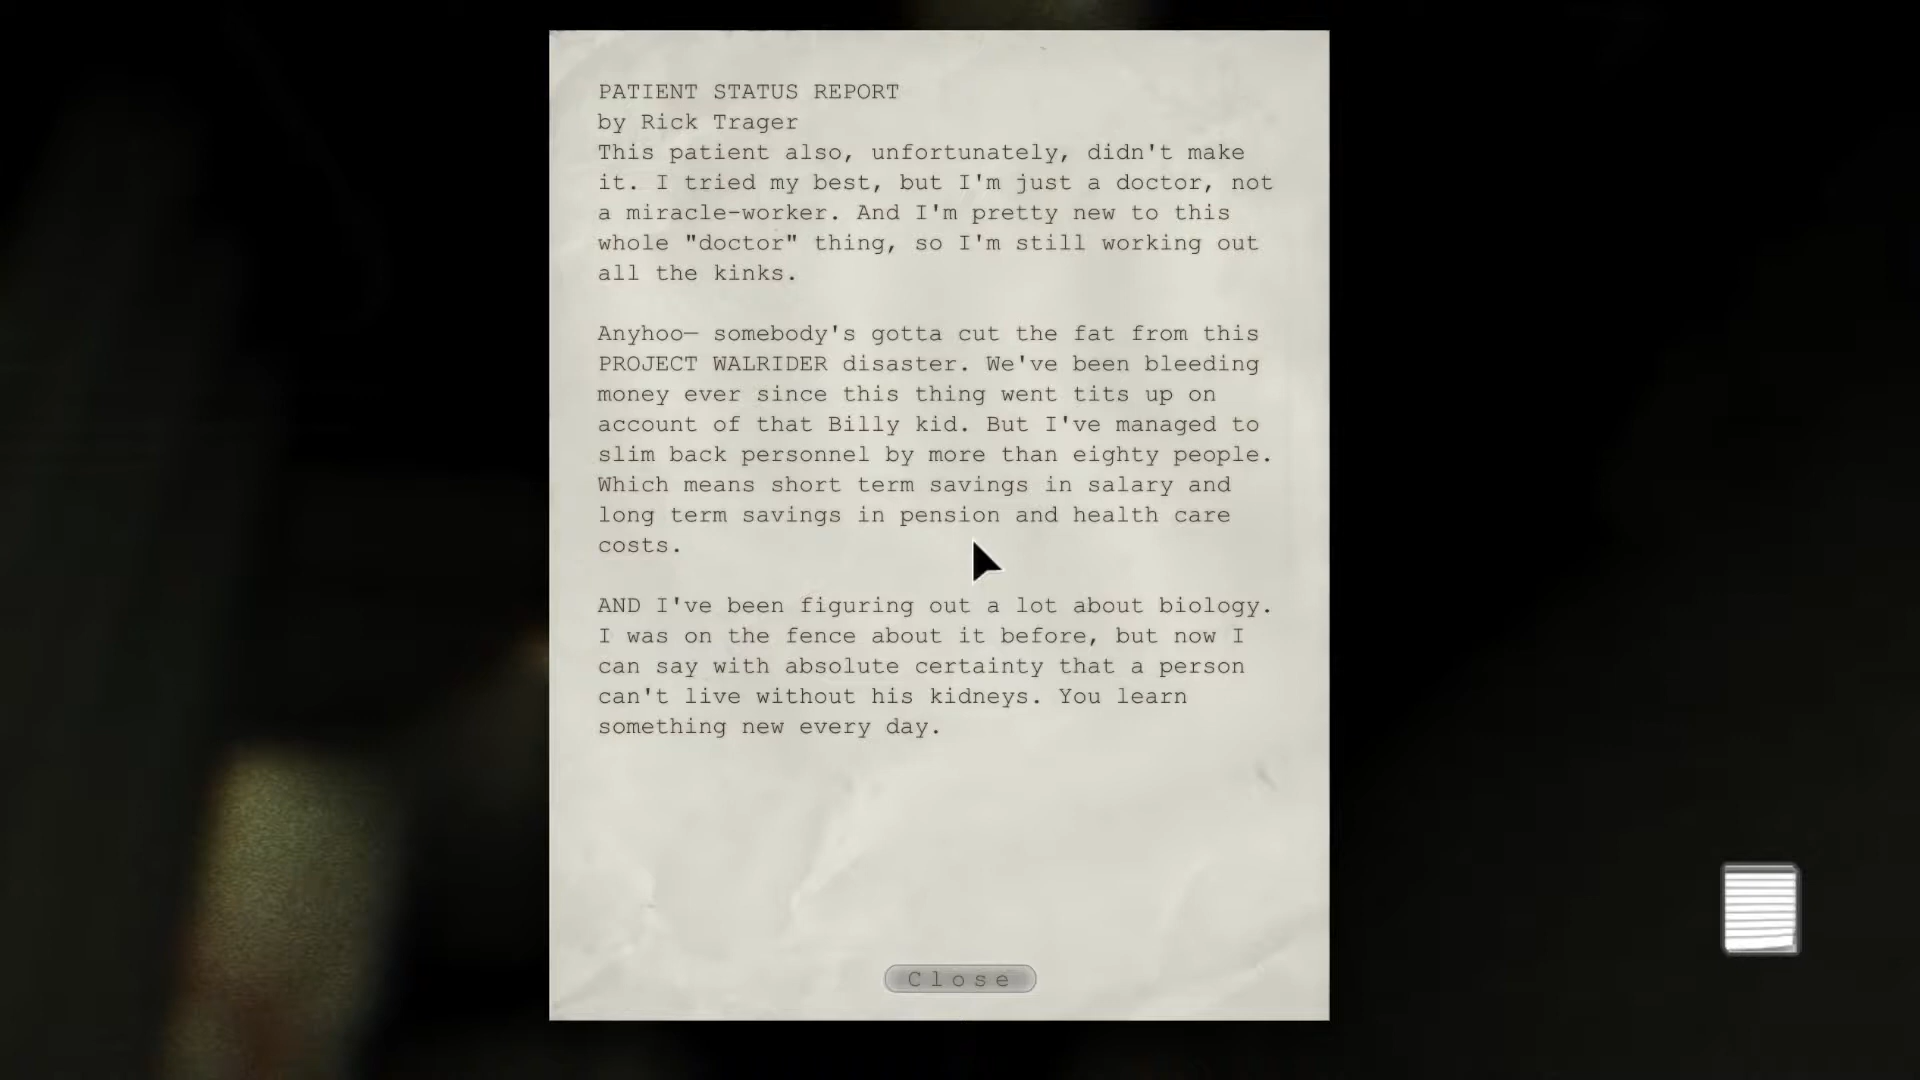 PATIENT STATUS REPORT
by Rick Trager
This patient also, unfortunately, didn't make
it. I tried my best, but I'm just a doctor, not
a miracle-worker. And I'm pretty new to this
whole "doctor" thing, so I'm still working out
all the kinks.
Anyhoo— somebody's gotta cut the fat from this
PROJECT WALRIDER disaster. We've been bleeding
money ever since this thing went tits up on
account of that Billy kid. But I've managed to
slim back personnel by more than eighty people.
Which means short term savings in salary and
long term savings in pension and health care
costs.
AND I've been figuring out a lot about biology.
I was on the fence about it before, but now I
can say with absolute certainty that a person
can't live without his kidneys. You learn
something new every day.
Close